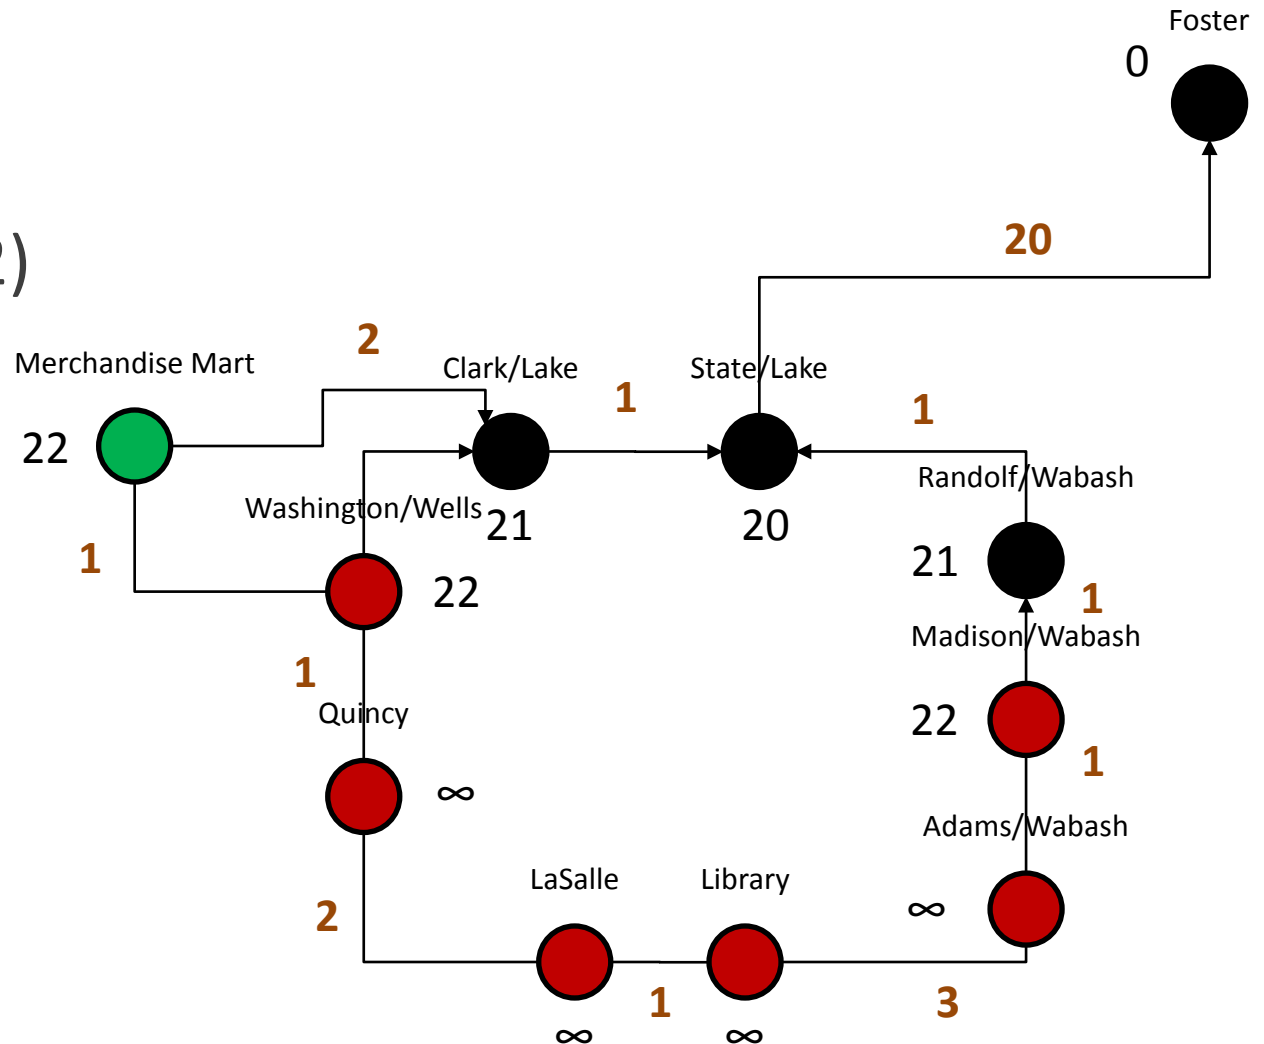 Foster
0
20
2)
2
Merchandise Mart
Clark/Lake
State/Lake
1
1
22
Randolf/Wabash
Washington/Wells
21
20
1
21
22
1
Madison/Wabash
1
Quincy
22
1
∞
Adams/Wabash
LaSalle
Library
2
∞
1
3
∞
∞